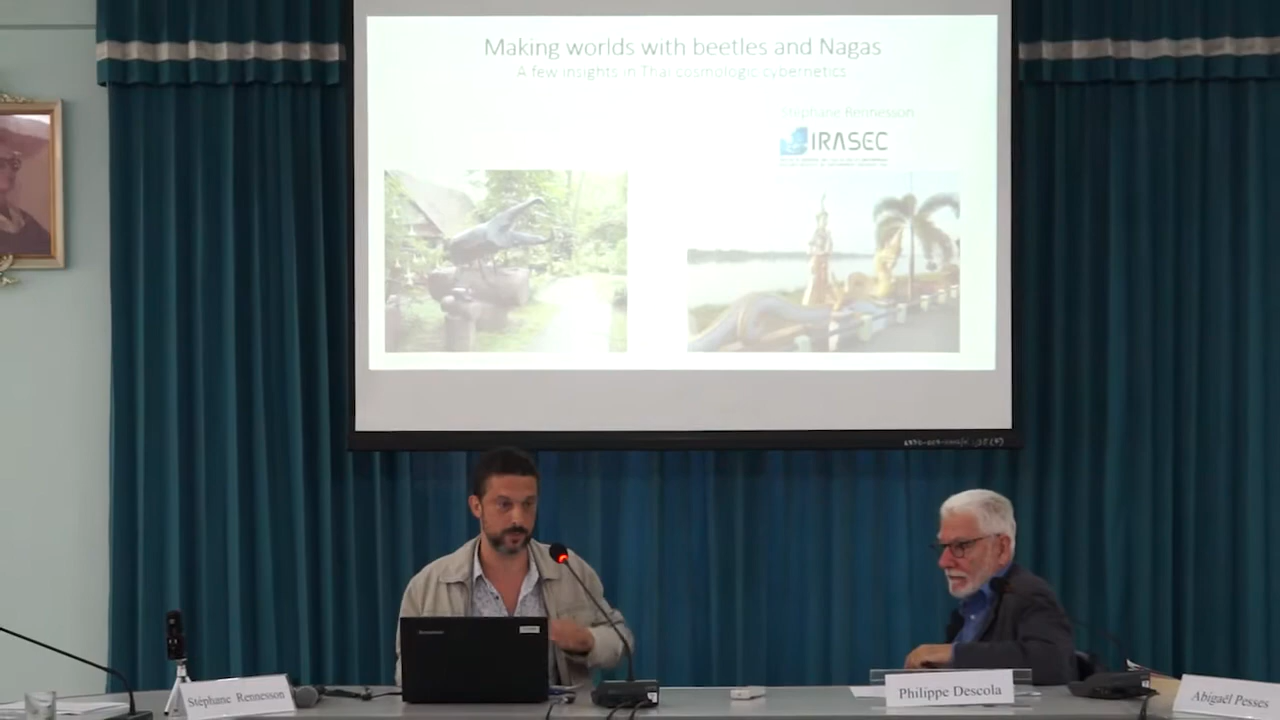 Making worlds with beetles and Nagas
A few insights in Thai cosmologic cybernetics
Stéphane Rennesson
IRASEC
Stéphane Rennesson
Philippe Descola
Abigaël Pesses